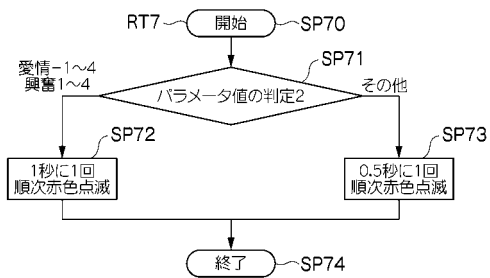 RT7
開始
SP70
SP71
愛情-1～4
興奮1～4
パラメータ値の判定2
その他
SP72
SP73
1秒に1回
順次赤色点滅
0.5秒に1回
順次赤色点滅
終了
SP74